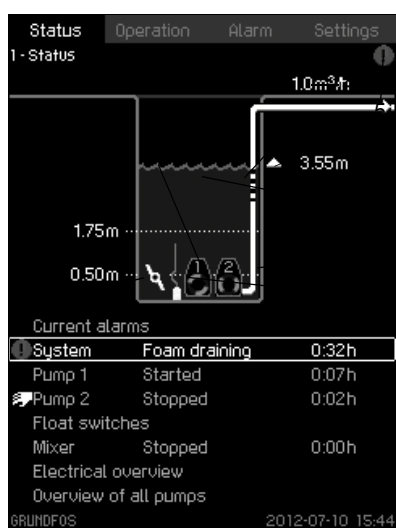 Status Operation Alarm Settings
1 - Status
1.0m³/h
3.55m
1.75m
0.50m
1 2
Current alarms
System Foam draining 0:32h
Pump 1 Started 0:07h
Pump 2 Stopped 0:02h
Float switches
Mixer Stopped 0:00h
Electrical overview
Overview of all pumps
GRUNDFOS 2012-07-10 15:44